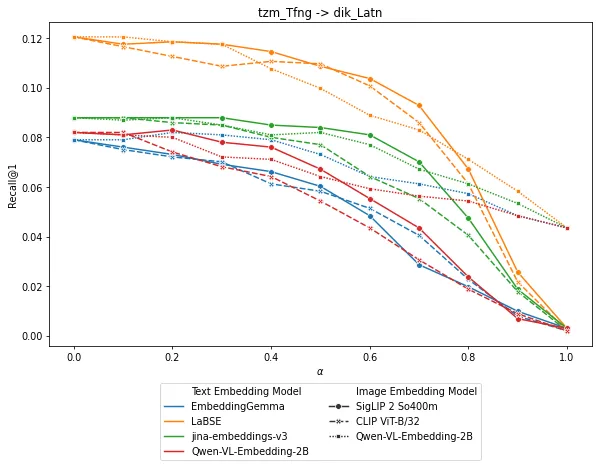 tzm_Tfng -> dik_Latn
Recall@1
0.12
0.10
0.08
0.06
0.04
0.02
0.00
0.0 0.2 0.4 0.6 0.8 1.0
α
Text Embedding Model Image Embedding Model
EmbeddingGemma SigLIP 2 So400m
LaBSE CLIP ViT-B/32
jina-embeddings-v3 Qwen-VL-Embedding-2B
Qwen-VL-Embedding-2B